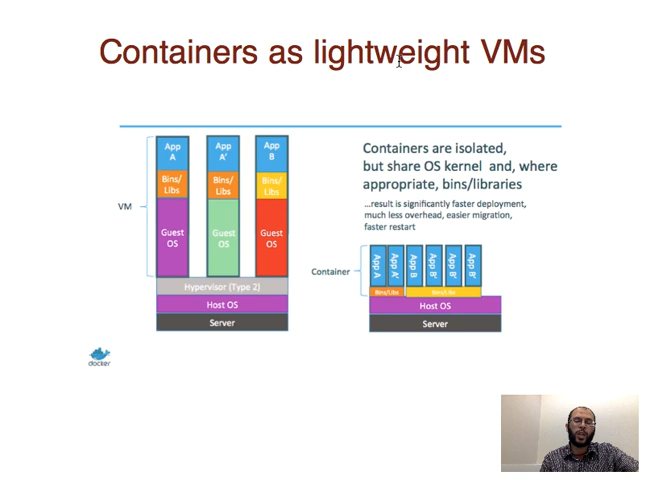 Containers as lightweight VMs
App
A
App
A'
App
B
Bins/
Libs
Bins/
Libs
Bins/
Libs
VM
Guest
OS
Guest
OS
Guest
OS
Hypervisor (Type 2)
Host OS
Server
Containers are isolated,
but share OS kernel and, where
appropriate, bins/libraries
...result is significantly faster deployment,
much less overhead, easier migration,
faster restart
Container
App A
App A'
App B
App B'
App B'
App B'
Bins/Libs
Bins/Libs
Host OS
Server
docker